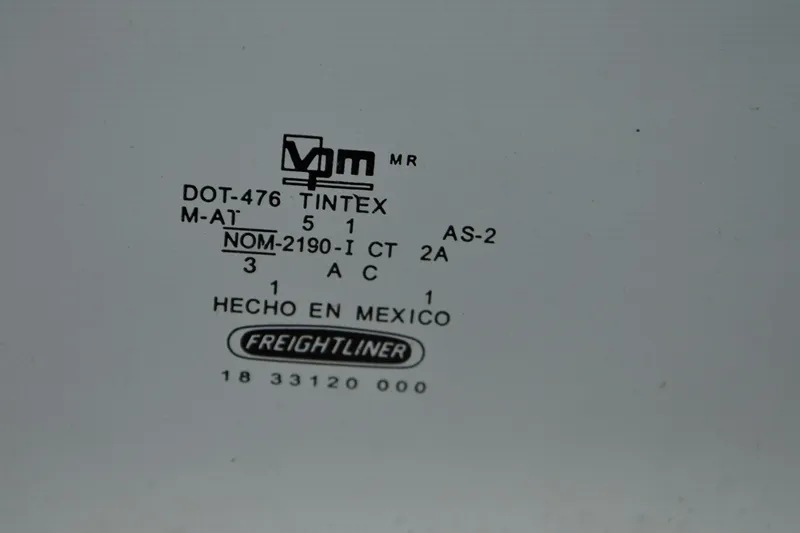 vpm MR
DOT-476 TINTEX
M-AT 5 1 AS-2
NOM-2190-I CT 2A
3 A C
1 1
HECHO EN MEXICO
FREIGHTLINER
18 33120 000